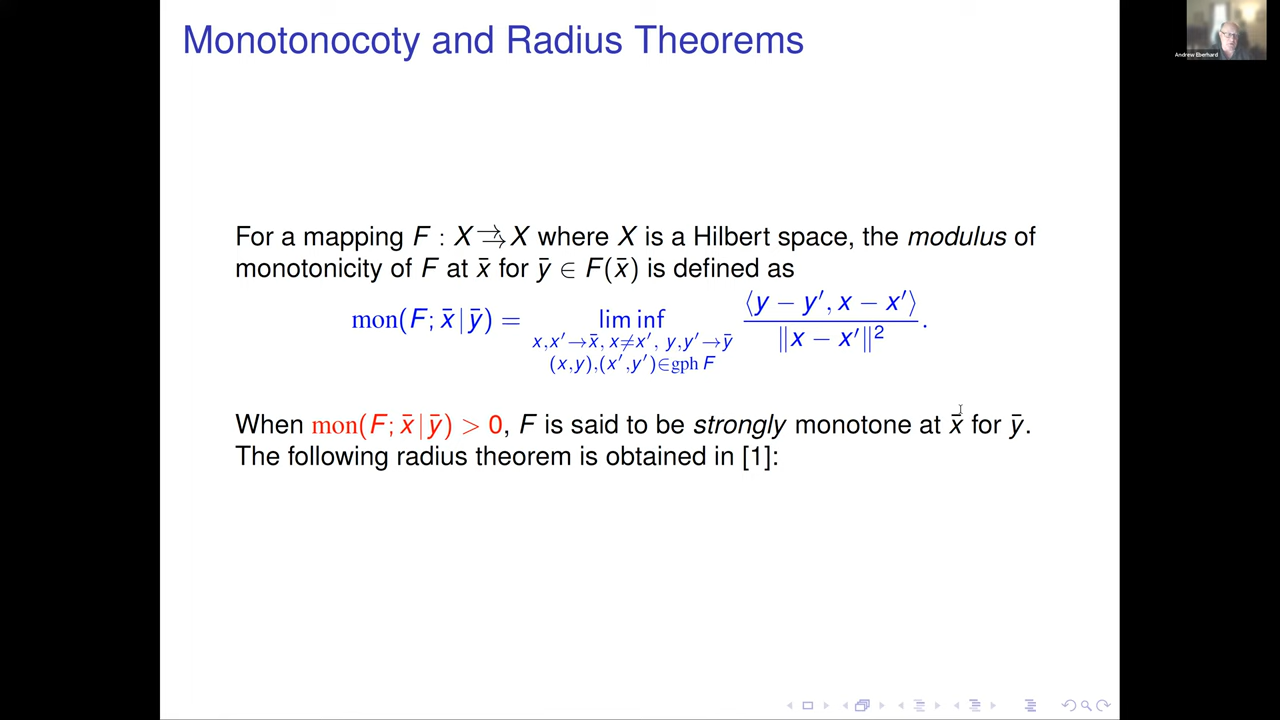 Monotonocoty and Radius Theorems
Andrew Eberhard
For a mapping F : X ⇉ X where X is a Hilbert space, the modulus of
monotonicity of F at x̄ for ȳ ∈ F(x̄) is defined as
mon(F; x̄ | ȳ) = lim inf_{x,x′→x̄, x≠x′, y,y′→ȳ (x,y),(x′,y′)∈gph F} ⟨y − y′, x − x′⟩ / ‖x − x′‖² .
When mon(F; x̄ | ȳ) > 0, F is said to be strongly monotone at x̄ for ȳ.
The following radius theorem is obtained in [1]: